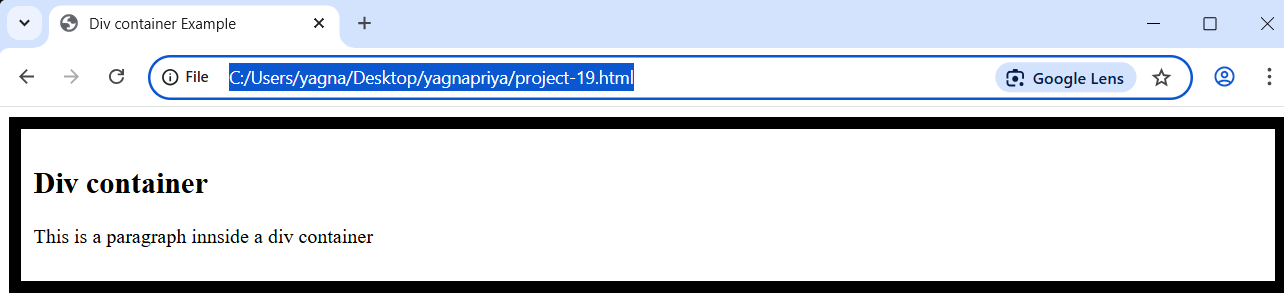 Div container Example
File C:/Users/yagna/Desktop/yagnapriya/project-19.html Google Lens
Div container
This is a paragraph innside a div container